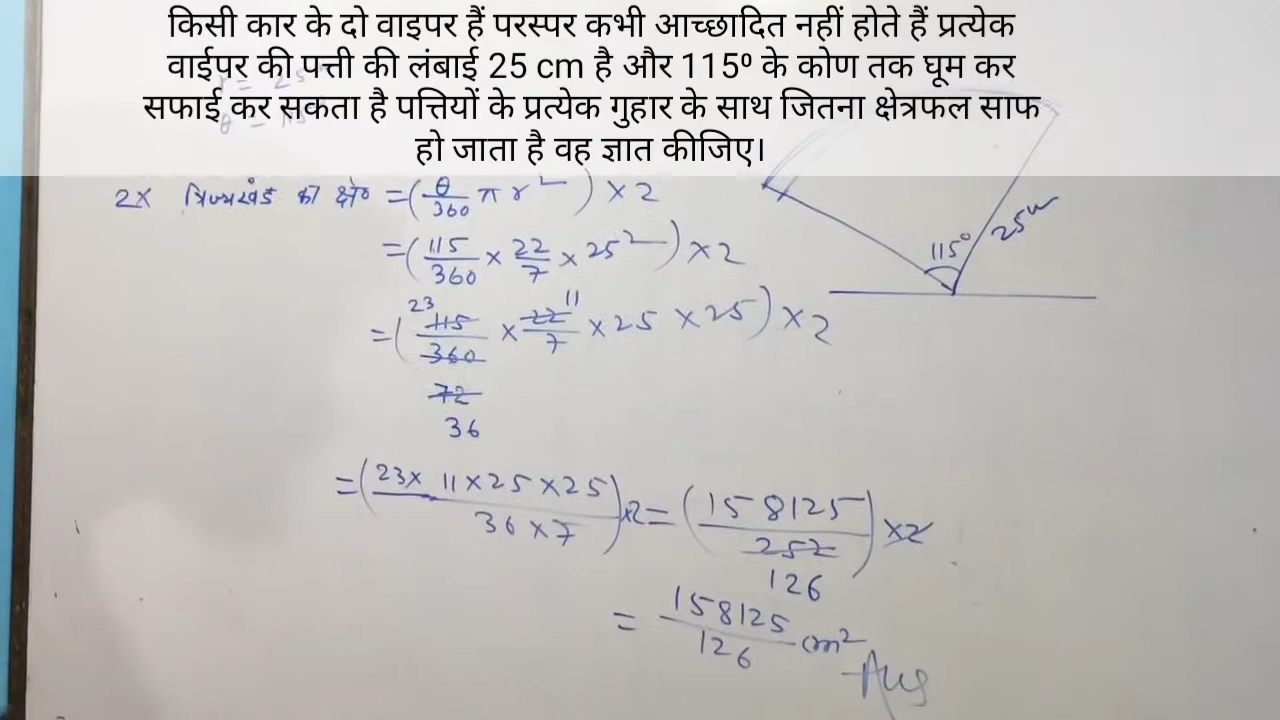 किसी कार के दो वाइपर हैं परस्पर कभी आच्छादित नहीं होते हैं प्रत्येक
वाईपर की पत्ती की लंबाई 25 cm है और 115⁰ के कोण तक घूम कर
सफाई कर सकता है पत्तियों के प्रत्येक गुहार के साथ जितना क्षेत्रफल साफ
हो जाता है वह ज्ञात कीजिए।
r = 25
θ = 115
2x त्रिज्यखंड का क्षे० = (θ/360 π r²) × 2
= (115/360 × 22/7 × 25²) × 2
115°
25cm
= (23 115/360 72 36 × 22 11/7 × 25 × 25) × 2
= (23 × 11 × 25 × 25/36 × 7) × 2 = (158125/252 126) × 2
= 158125/126 cm² Ans